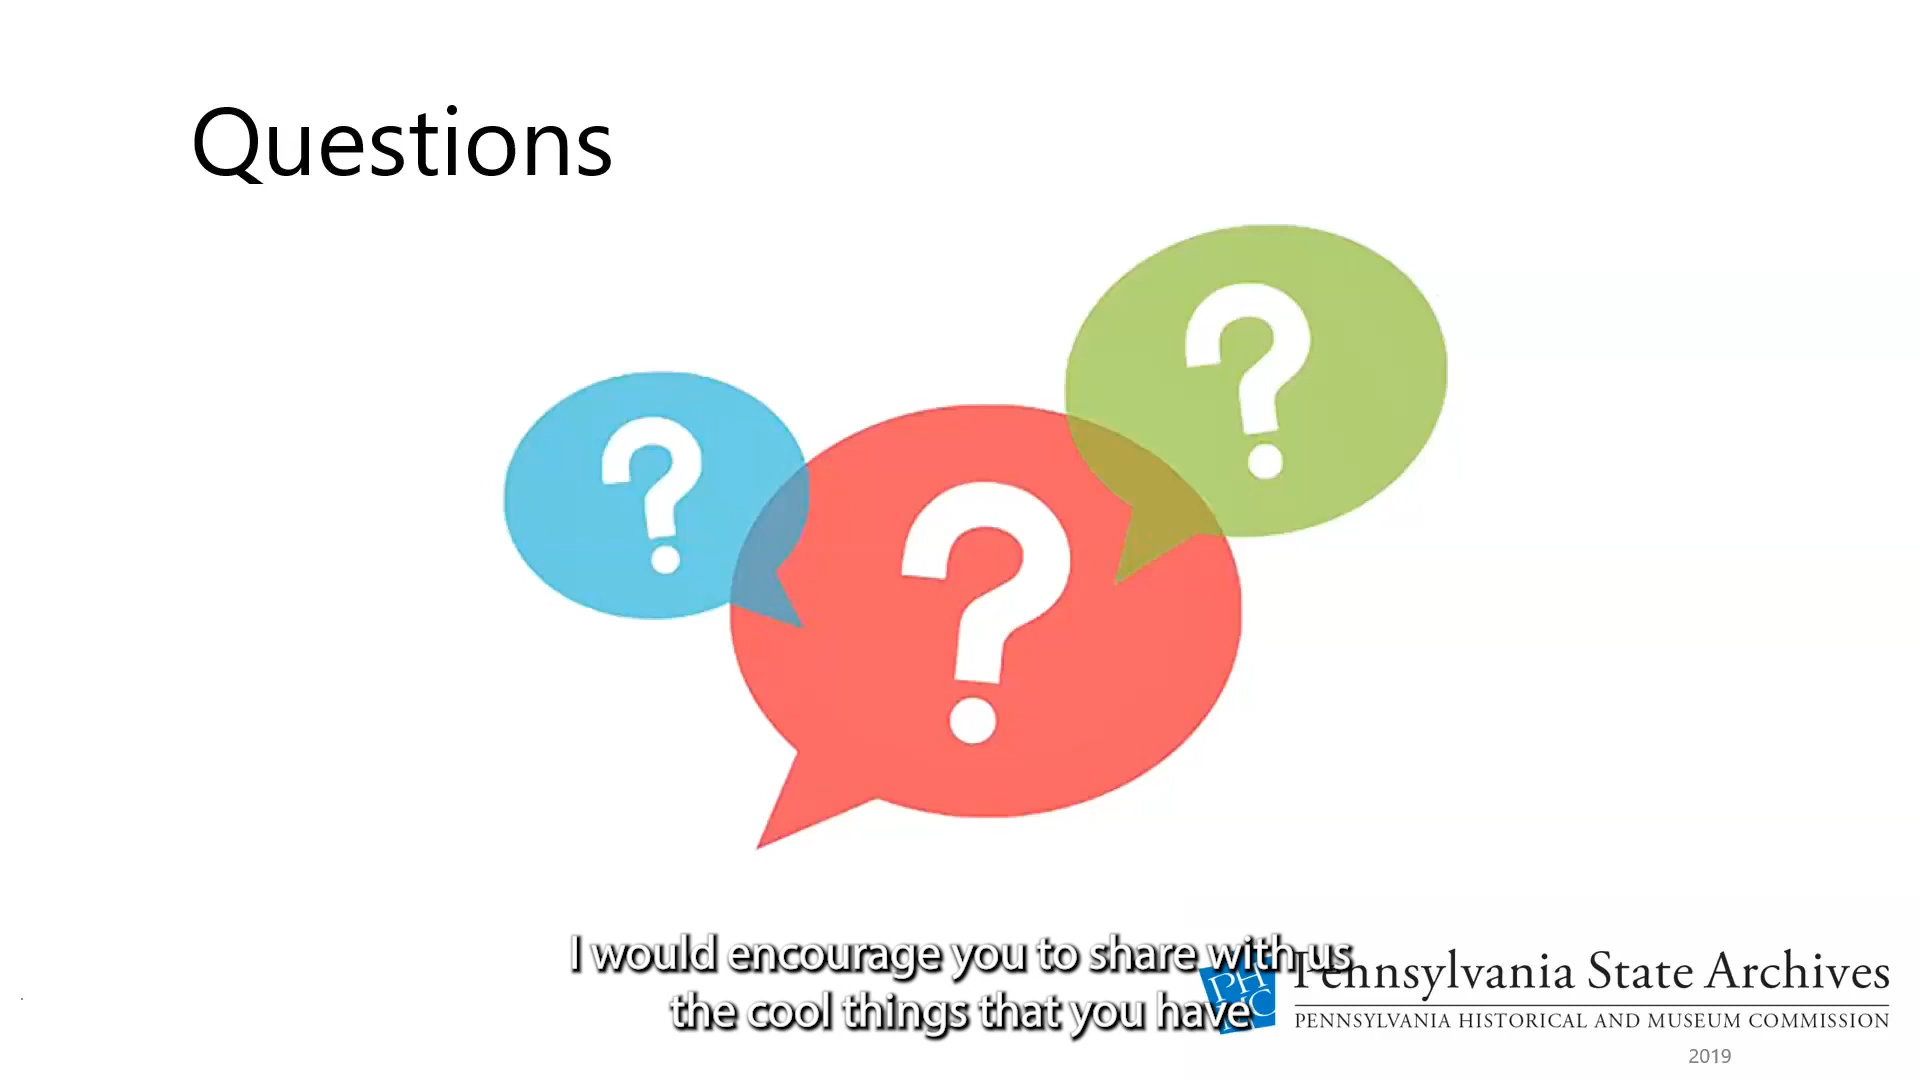 Questions
?
?
?
I would encourage you to share with us
the cool things that you have
PHMC
Pennsylvania State Archives
PENNSYLVANIA HISTORICAL AND MUSEUM COMMISSION
2019